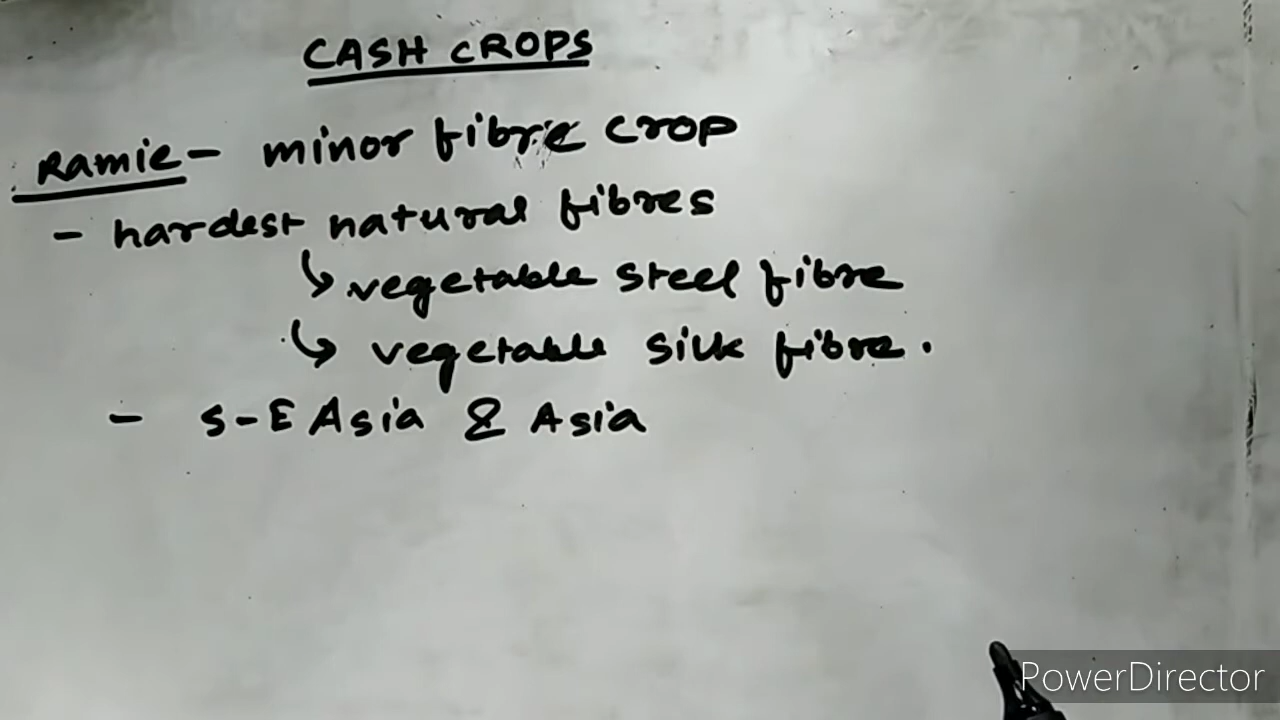 CASH CROPS
Ramie - minor fibre crop
- hardest natural fibres
↳ vegetable steel fibre
↳ vegetable silk fibre.
- S-E Asia & Asia
PowerDirector